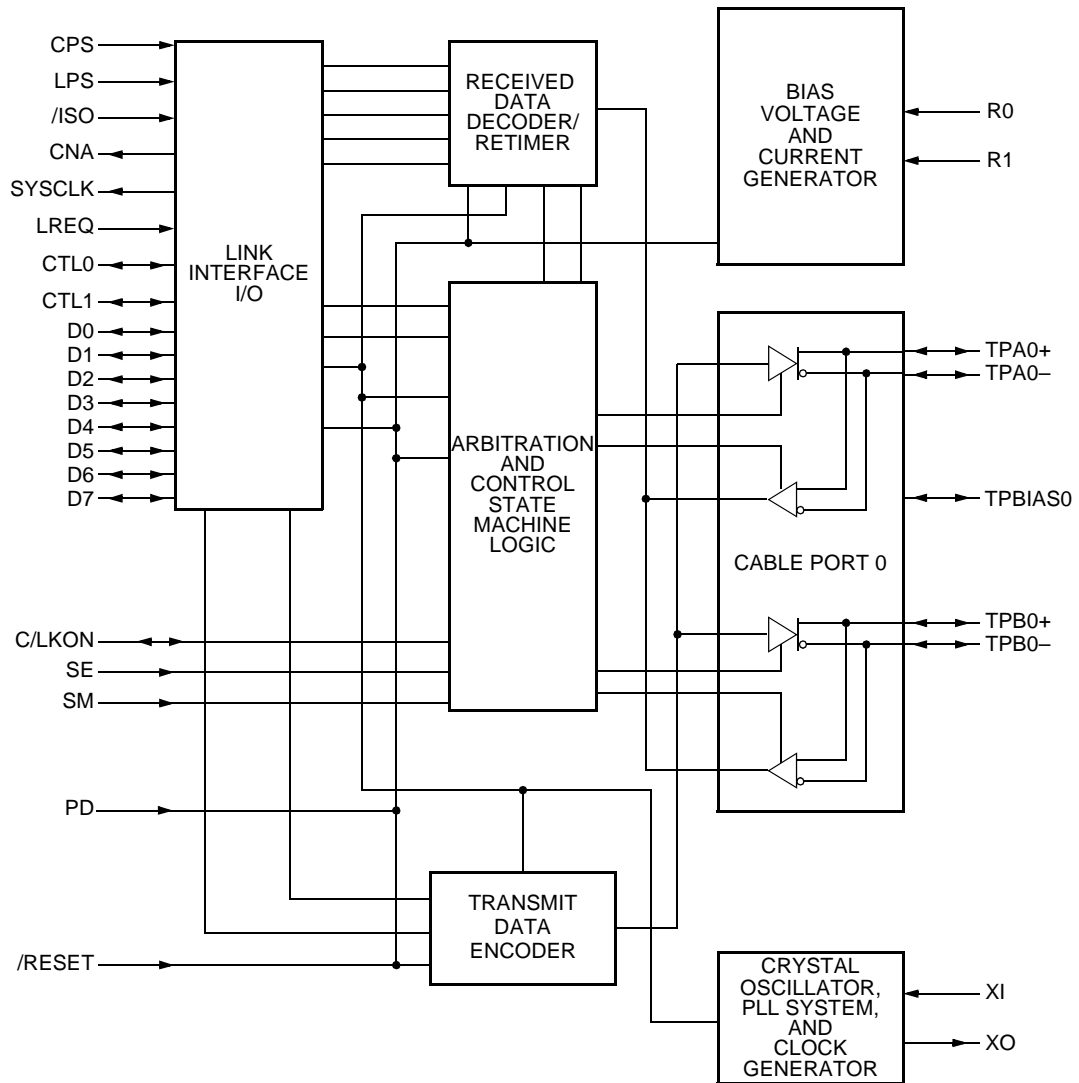 CPS
LPS
/ISO
CNA
SYSCLK
LREQ
CTL0
CTL1
D0
D1
D2
D3
D4
D5
D6
D7
LINK
INTERFACE
I/O
RECEIVED
DATA
DECODER/
RETIMER
BIAS
VOLTAGE
AND
CURRENT
GENERATOR
R0
R1
ARBITRATION
AND
CONTROL
STATE
MACHINE
LOGIC
TPA0+
TPA0–
TPBIAS0
CABLE PORT 0
TPB0+
TPB0–
C/LKON
SE
SM
PD
/RESET
TRANSMIT
DATA
ENCODER
CRYSTAL
OSCILLATOR,
PLL SYSTEM,
AND
CLOCK
GENERATOR
XI
XO